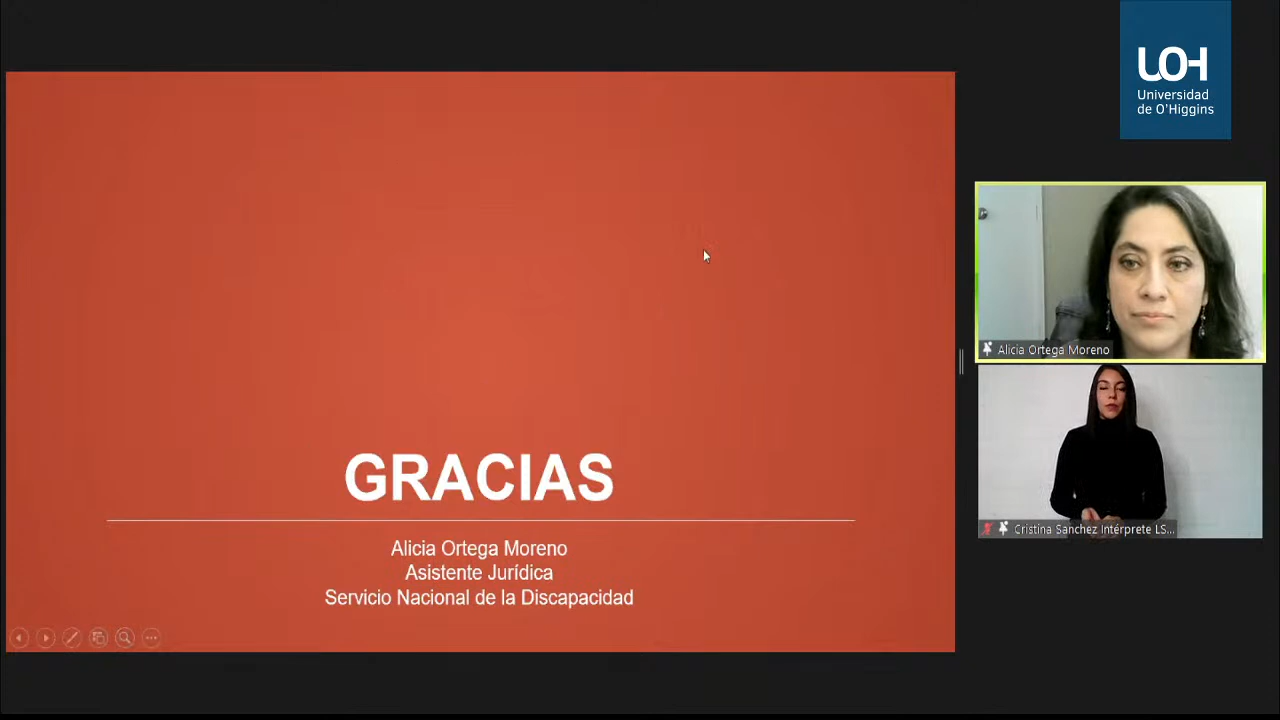 UOH
Universidad
de O'Higgins
GRACIAS
Alicia Ortega Moreno
Asistente Jurídica
Servicio Nacional de la Discapacidad
Alicia Ortega Moreno
Cristina Sanchez Intérprete LS...